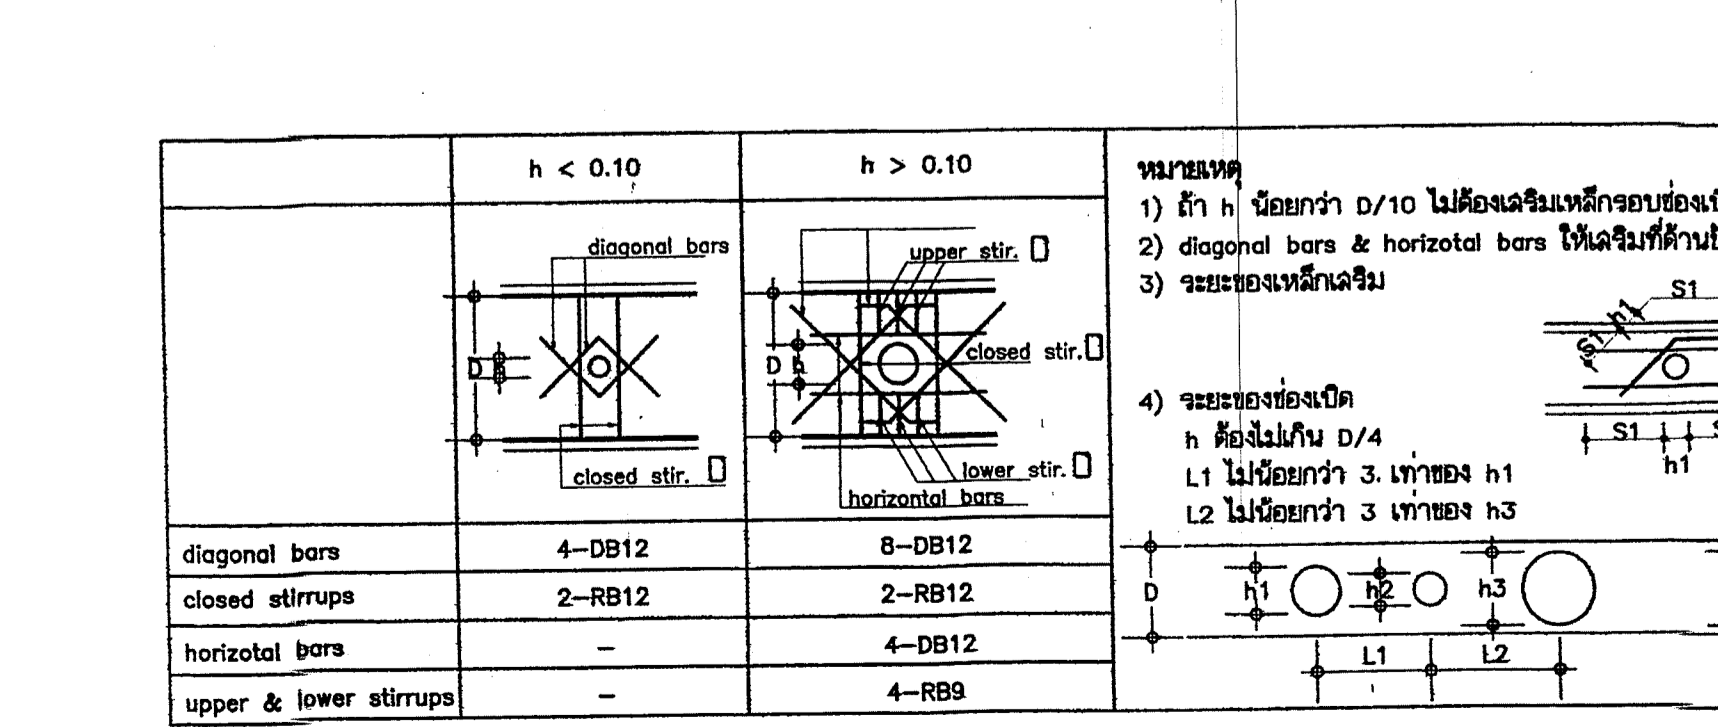 h < 0.10
h > 0.10
diagonal bars
D
h
closed stir.
upper stir.
D h
closed stir.
lower stir.
horizontal bars
diagonal bars 4-DB12 8-DB12
closed stirrups 2-RB12 2-RB12
horizotal bars - 4-DB12
upper & lower stirrups - 4-RB9
หมายเหตุ
1) ถ้า h น้อยกว่า D/10 ไม่ต้องเสริมเหล็กรอบช่อง
2) diagonal bars & horizotal bars ให้เสริมที่ด้าน
3) ระยะของเหล็กเสริม
S1
S1 h1
S1
h1
4) ระยะของช่องเปิด
h ต้องไม่เกิน D/4
L1 ไม่น้อยกว่า 3 เท่าของ h1
L2 ไม่น้อยกว่า 3 เท่าของ h3
D h1 h2 h3
L1 L2